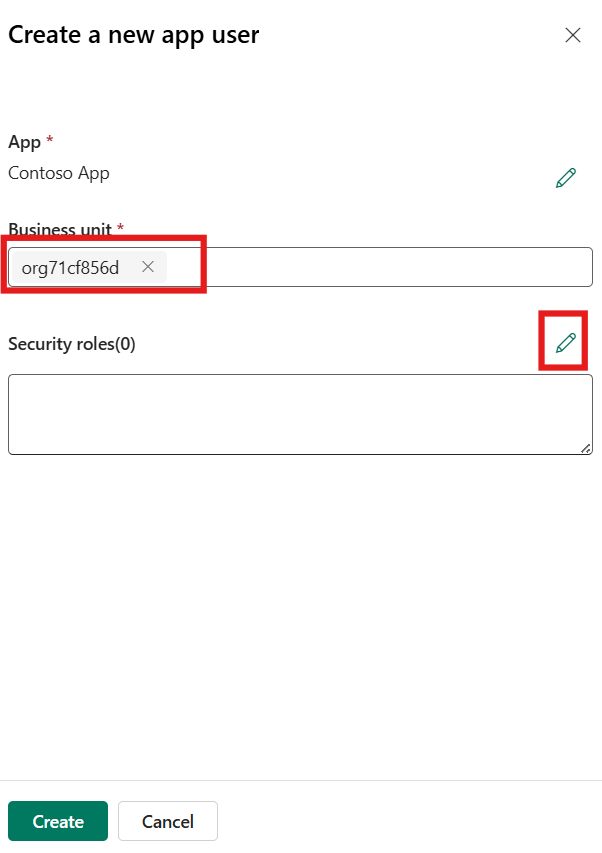 Create a new app user
App *
Contoso App
Business unit *
org71cf856d
Security roles(0)
Create Cancel